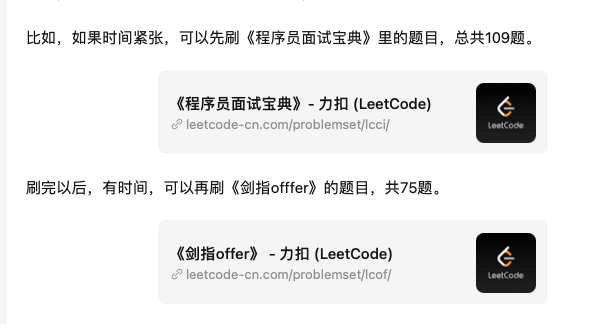 比如，如果时间紧张，可以先刷《程序员面试宝典》里的题目，总共109题。
《程序员面试宝典》- 力扣 (LeetCode)
leetcode-cn.com/problemset/lcci/
LeetCode
刷完以后，有时间，可以再刷《剑指offfer》的题目，共75题。
《剑指offer》 - 力扣 (LeetCode)
leetcode-cn.com/problemset/lcof/
LeetCode